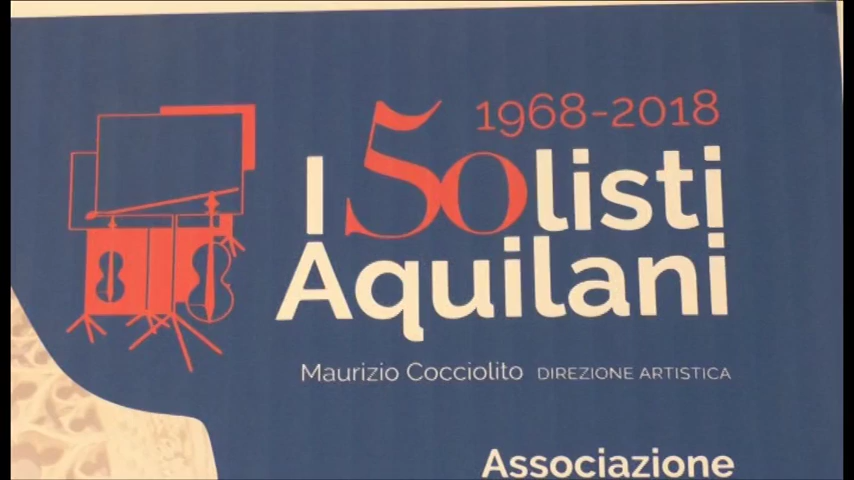 1968-2018
I 50listi
Aquilani
Maurizio Cocciolito DIREZIONE ARTISTICA
Associazione